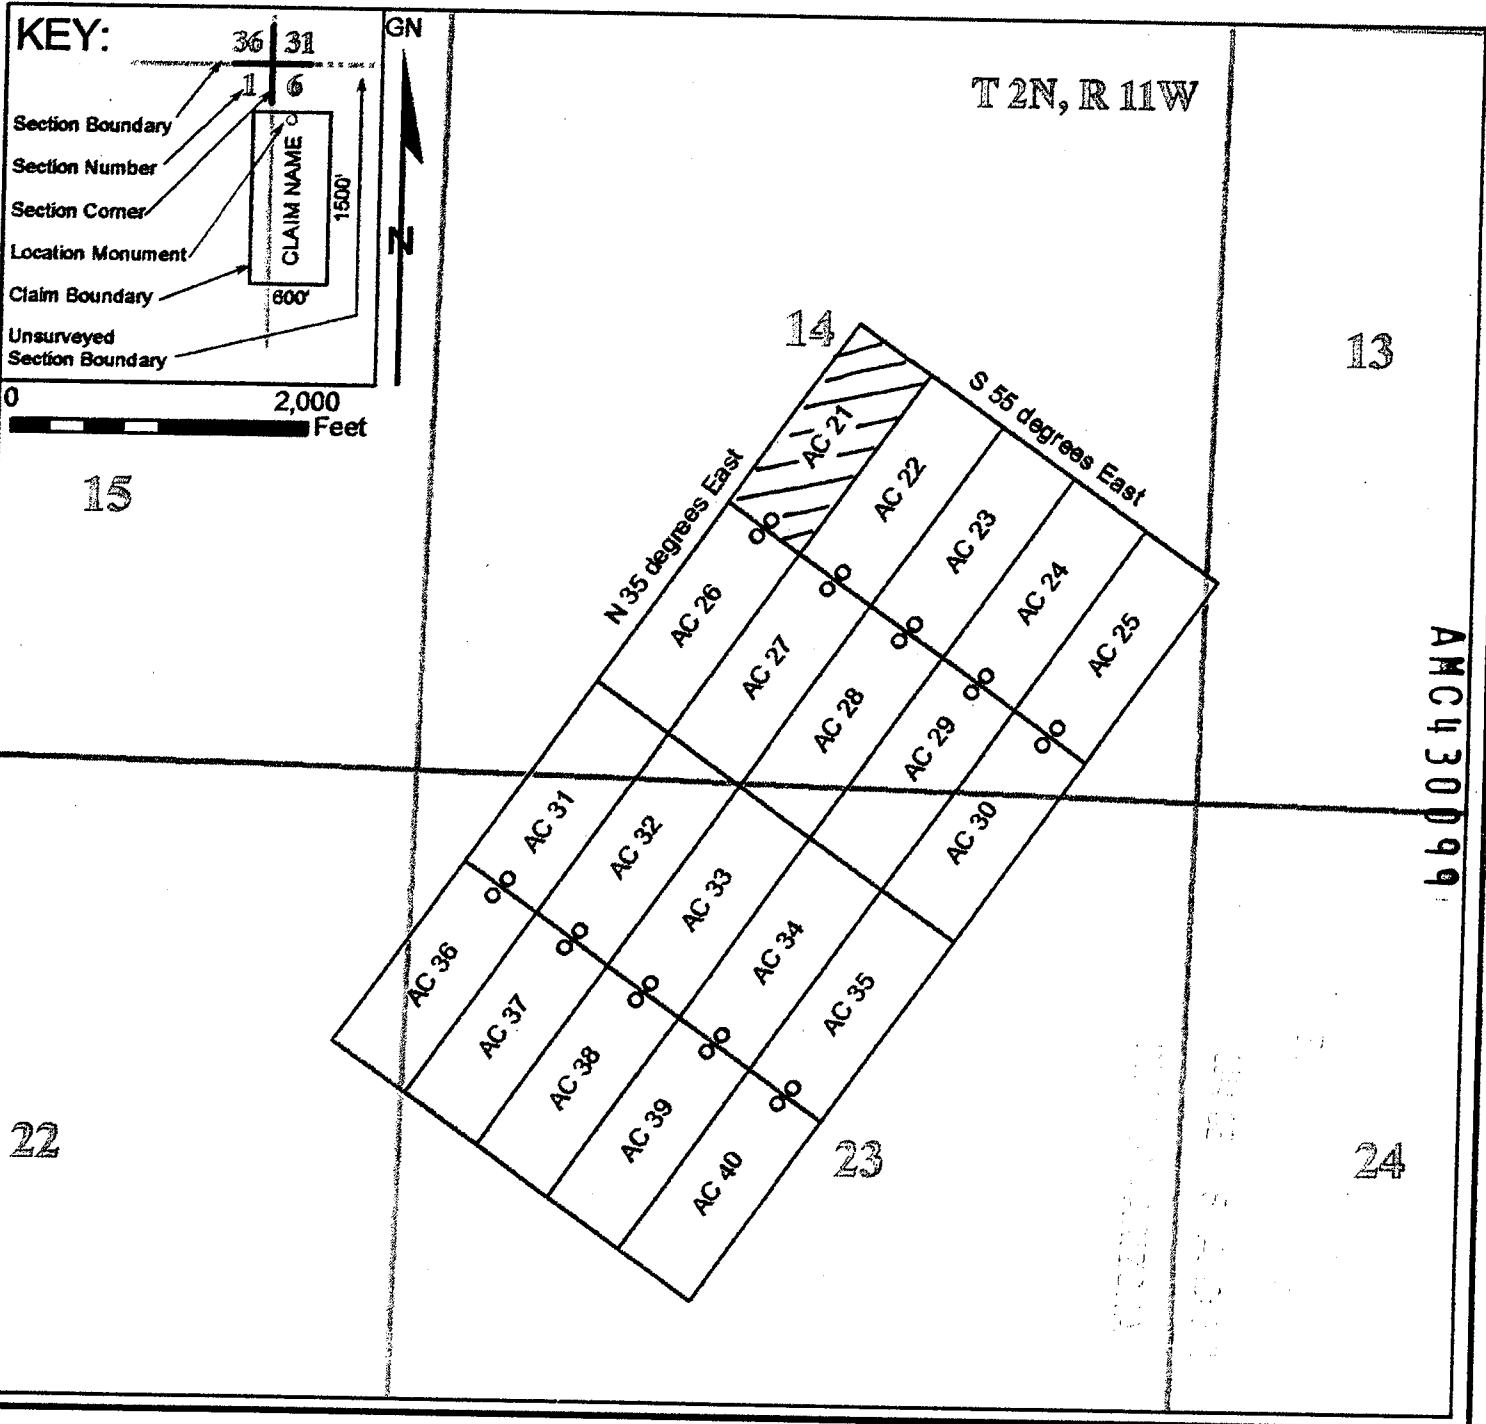 KEY:
36 31
1 6
Section Boundary
Section Number
Section Corner
Location Monument
Claim Boundary
Unsurveyed
Section Boundary
CLAIM NAME
1500'
600'
GN
N
0 2,000
Feet
T 2N, R 11W
14
13
15
S 55 degrees East
N 35 degrees East
AC 21
AC 22
AC 23
AC 24
AC 25
AC 26
AC 27
AC 28
AC 29
AC 30
AC 31
AC 32
AC 33
AC 34
AC 35
AC 36
AC 37
AC 38
AC 39
AC 40
22
23
24
AMC430099